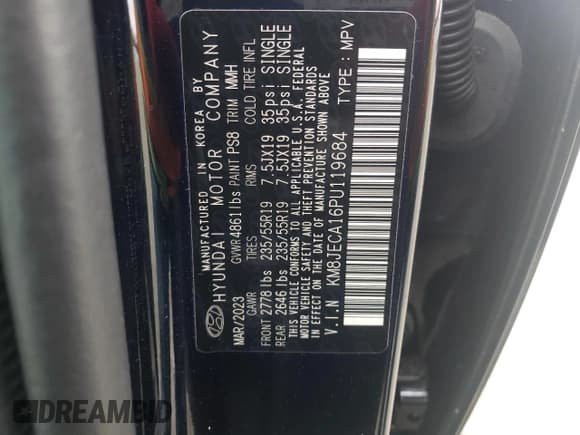 MANUFACTURED IN KOREA BY
HYUNDAI MOTOR COMPANY
MAR/2023 GVWR 4861 lbs PAINT PS8 TRIM MMH
GAWR TIRES RIMS COLD TIRE INFL.
FRONT 2778 lbs 235/55R19 7.5JX19 35psi SINGLE
REAR 2646 lbs 235/55R19 7.5JX19 35psi SINGLE
THIS VEHICLE CONFORMS TO ALL APPLICABLE U.S.A. FEDERAL
MOTOR VEHICLE SAFETY AND THEFT PREVENTION STANDARDS
IN EFFECT ON THE DATE OF MANUFACTURE SHOWN ABOVE
V.I.N KM8JECA16PU119684 TYPE : MPV
DREAMBID